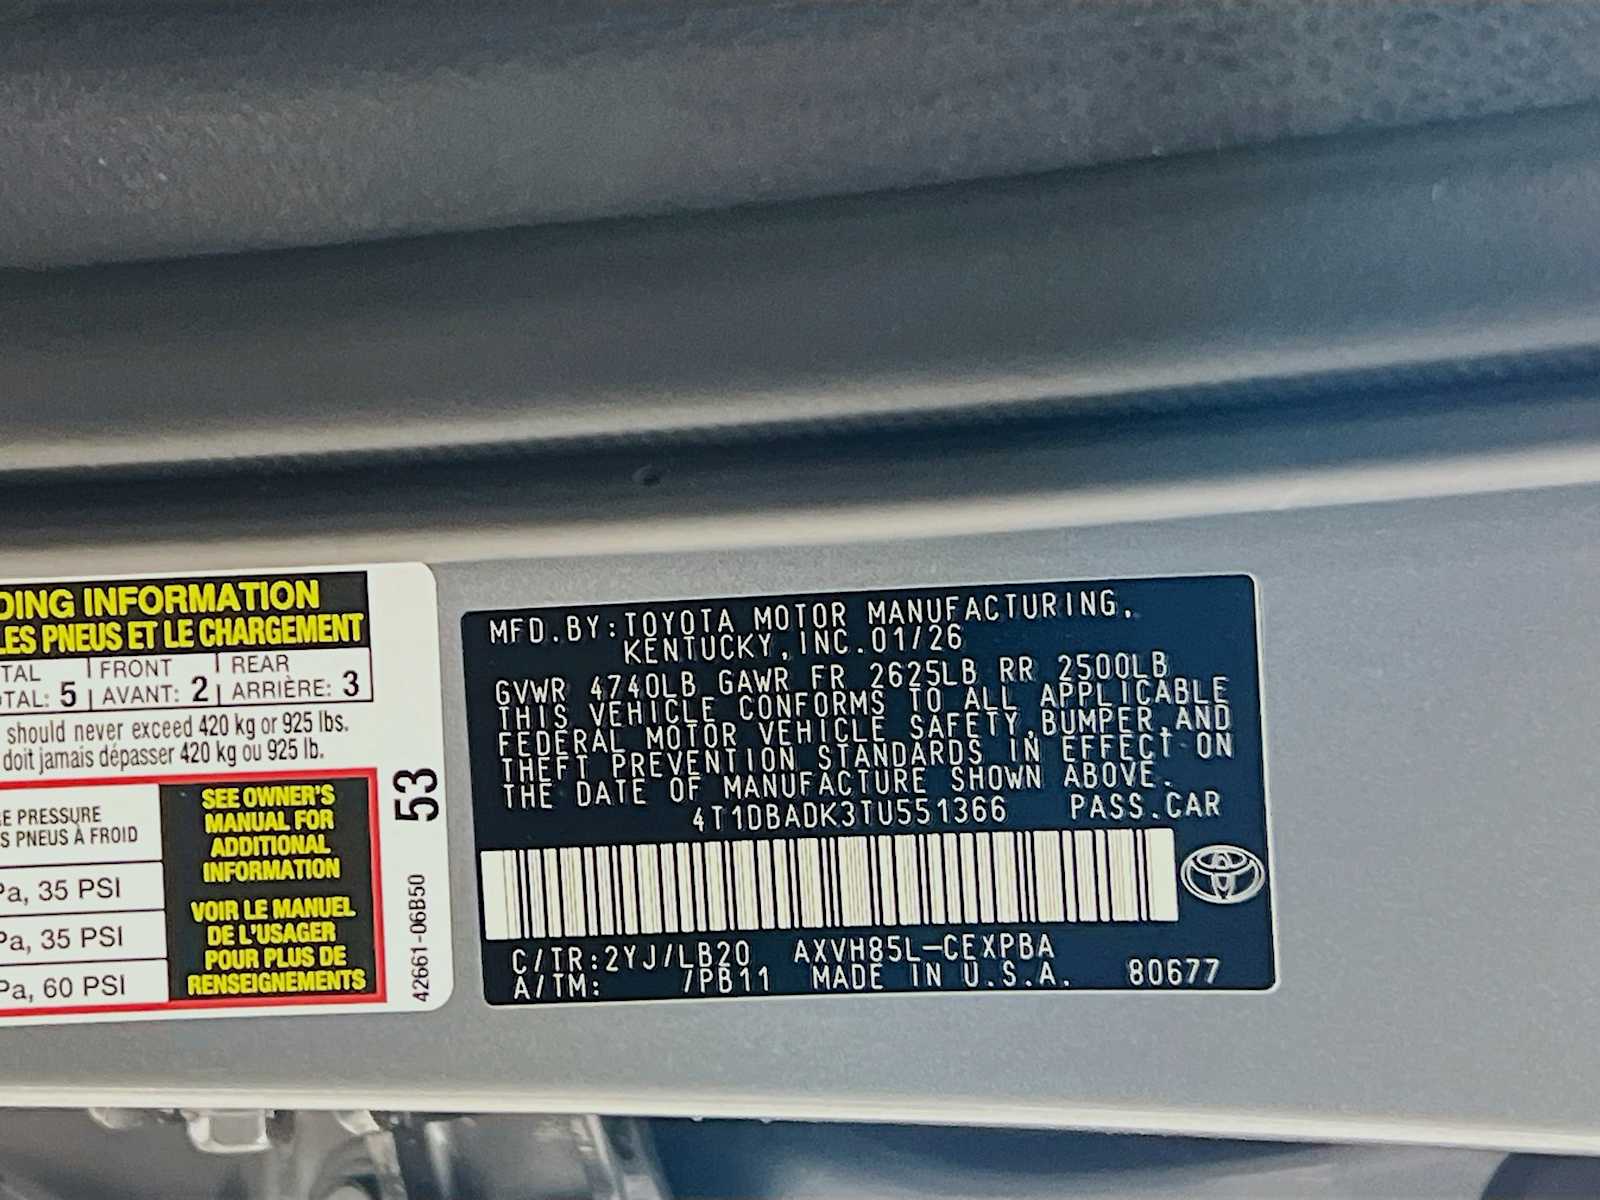 DING INFORMATION
LES PNEUS ET LE CHARGEMENT
TAL FRONT REAR
TAL: 5 AVANT: 2 ARRIÈRE: 3
should never exceed 420 kg or 925 lbs.
doit jamais dépasser 420 kg ou 925 lb.
E PRESSURE
S PNEUS À FROID
Pa, 35 PSI
Pa, 35 PSI
Pa, 60 PSI
SEE OWNER'S
MANUAL FOR
ADDITIONAL
INFORMATION
VOIR LE MANUEL
DE L'USAGER
POUR PLUS DE
RENSEIGNEMENTS
53
42661-06B50
MFD.BY:TOYOTA MOTOR MANUFACTURING,
KENTUCKY,INC.01/26
GVWR 4740LB GAWR FR 2625LB RR 2500LB
THIS VEHICLE CONFORMS TO ALL APPLICABLE
FEDERAL MOTOR VEHICLE SAFETY,BUMPER,AND
THEFT PREVENTION STANDARDS IN EFFECT ON
THE DATE OF MANUFACTURE SHOWN ABOVE.
4T1DBADK3TU551366 PASS.CAR
C/TR:2YJ/LB20 AXVH85L-CEXPBA
A/TM: /PB11 MADE IN U.S.A. 80677